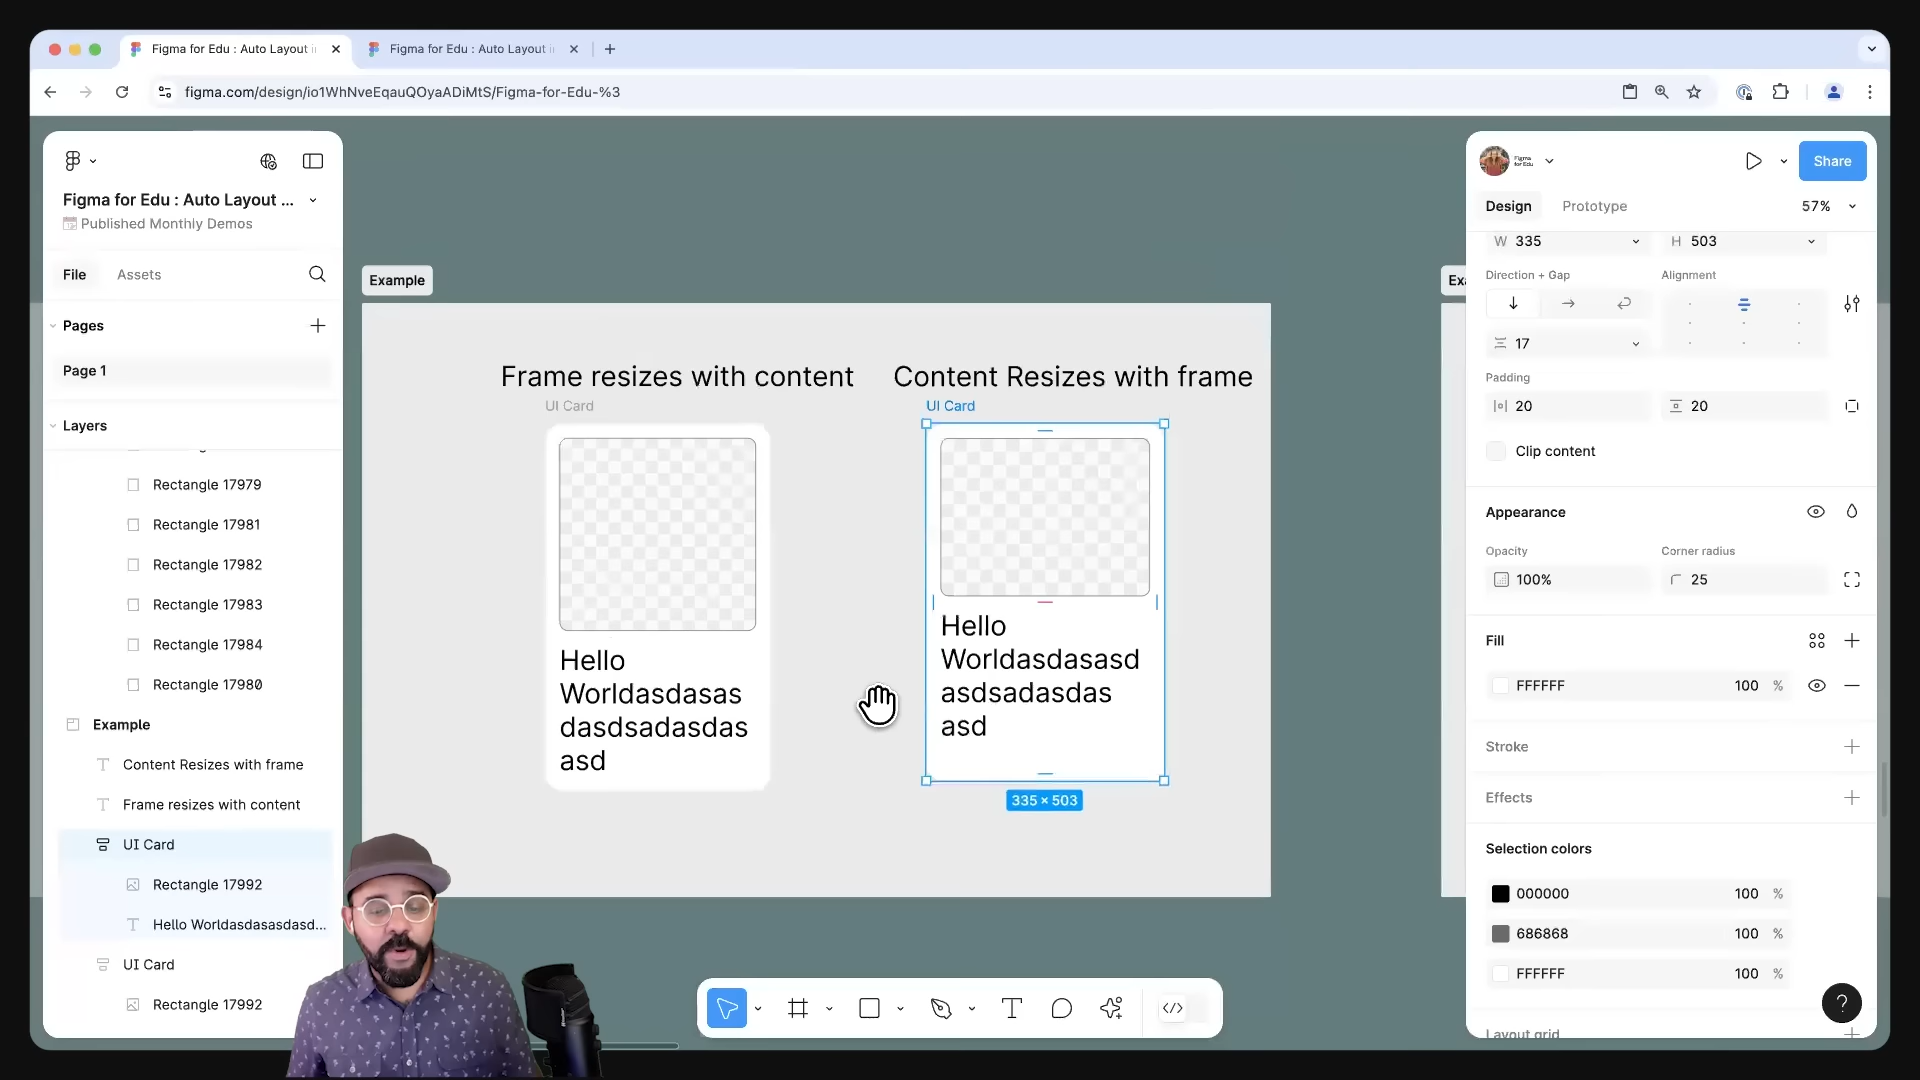 Figma for Edu : Auto Layout i
Figma for Edu : Auto Layout i
figma.com/design/io1WhNveEqauQOyaADiMtS/Figma-for-Edu-%3
Figma for Edu : Auto Layout ...
Published Monthly Demos
File
Assets
Pages
Page 1
Layers
Rectangle 17979
Rectangle 17981
Rectangle 17982
Rectangle 17983
Rectangle 17984
Rectangle 17980
Example
Content Resizes with frame
Frame resizes with content
UI Card
Rectangle 17992
Hello Worldasdasasdasd...
UI Card
Rectangle 17992
Example
Frame resizes with content
UI Card
Hello
Worldasdasas
dasdsadasdas
asd
Content Resizes with frame
UI Card
Hello
Worldasdasasd
asdsadasdas
asd
335 × 503
Exa
Figma for Edu
Share
Design
Prototype
57%
W 335
H 503
Direction + Gap
Alignment
17
Padding
20
20
Clip content
Appearance
Opacity
Corner radius
100%
25
Fill
FFFFFF 100 %
Stroke
Effects
Selection colors
000000 100 %
686868 100 %
FFFFFF 100 %
Layout grid
?